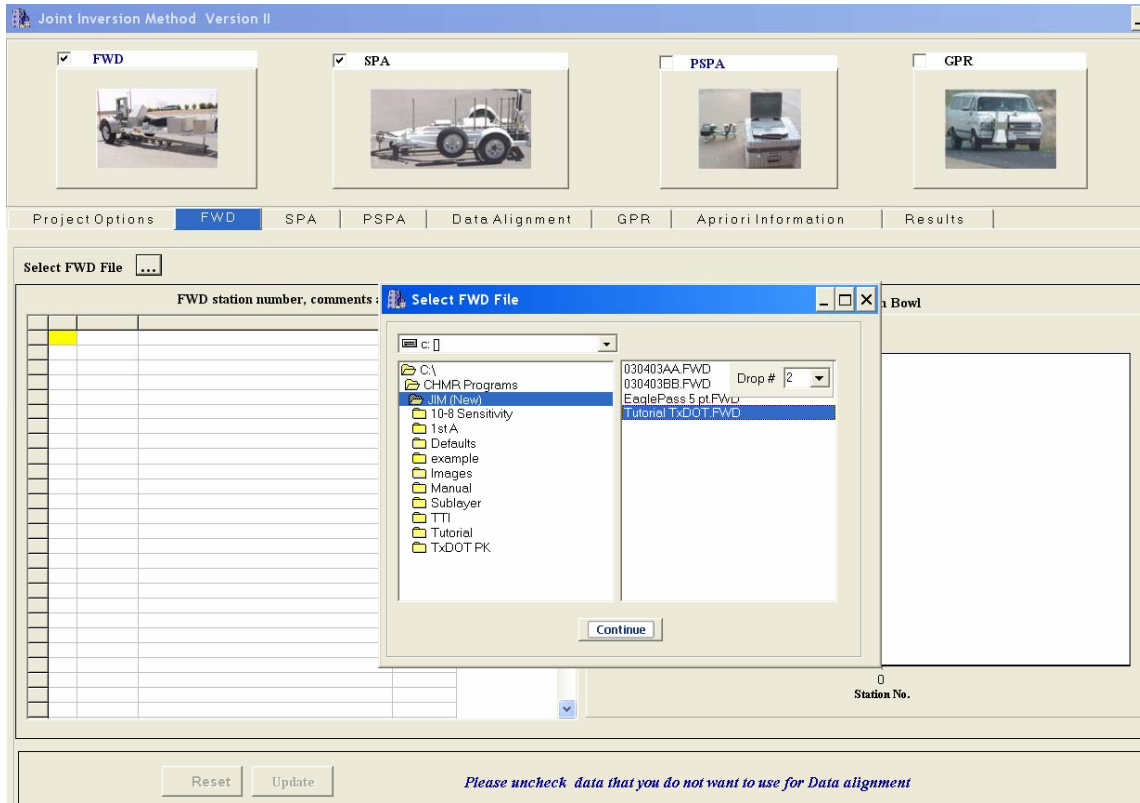 Joint Inversion Method Version II
FWD
SPA
PSPA
GPR
Project Options
FWD
SPA
PSPA
Data Alignment
GPR
Apriori Information
Results
Select FWD File ...
FWD station number, comments
Bowl
Select FWD File
c: []
C:\
CHMR Programs
JIM (New)
10-8 Sensitivity
1st A
Defaults
example
Images
Manual
Sublayer
TTI
Tutorial
TxDOT PK
030403AA.FWD
030403BB.FWD
EaglePass 5 pt.FWD
Tutorial TxDOT.FWD
Drop # 2
Continue
0
Station No.
Reset
Update
Please uncheck data that you do not want to use for Data alignment